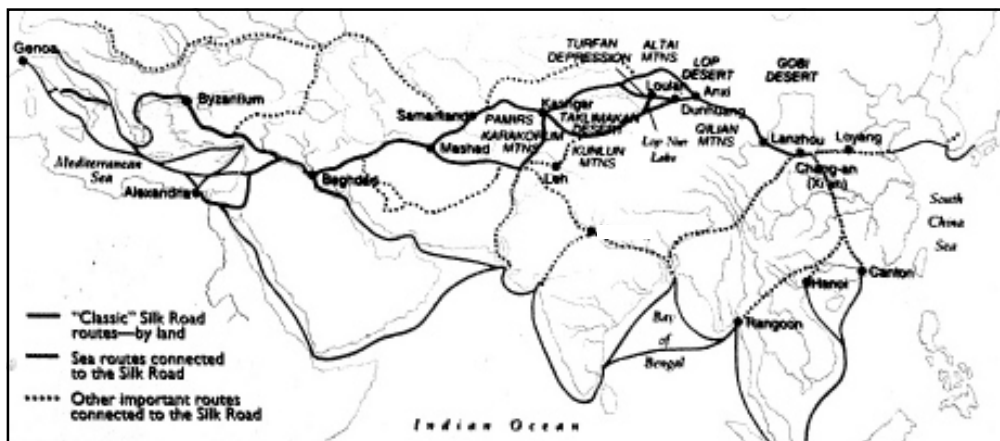 Genoa
Byzantium
Mediterranean
Sea
Alexandria
Baghdad
Samarkand
Mashad
TURFAN
DEPRESSION
ALTAI
MTNS
LOP
DESERT
GOBI
DESERT
Loulan
Anxi
Dunhuang
Kashgar
PAMIRS
KARAKORUM
MTNS
TAKLIMAKAN
DESERT
KUNLUN
MTNS
Leh
Lop Nur
Lake
QILIAN
MTNS
Lanzhou
Loyang
Chang-an
(Xi'an)
South
China
Sea
Canton
Hanoi
Rangoon
Bay
of
Bengal
Indian Ocean
"Classic" Silk Road
routes—by land
Sea routes connected
to the Silk Road
Other important routes
connected to the Silk Road